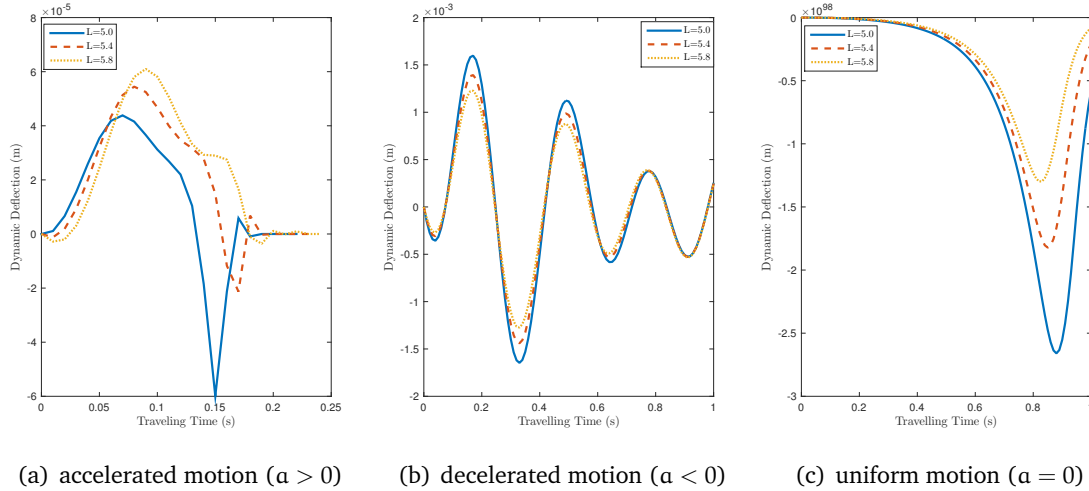 ×10-5
8
6
4
2
0
-2
-4
-6
0
0.05
0.1
0.15
0.2
0.25
Dynamic Deflection (m)
Traveling Time (s)
L=5.0
L=5.4
L=5.8
×10-3
2
1.5
1
0.5
0
-0.5
-1
-1.5
-2
0
0.2
0.4
0.6
0.8
1
Dynamic Deflection (m)
Travelling Time (s)
L=5.0
L=5.4
L=5.8
×1098
0
-0.5
-1
-1.5
-2
-2.5
-3
0
0.2
0.4
0.6
0.8
1
Dynamic Deflection (m)
Travelling Time (s)
L=5.0
L=5.4
L=5.8
(a) accelerated motion (a > 0)
(b) decelerated motion (a < 0)
(c) uniform motion (a = 0)